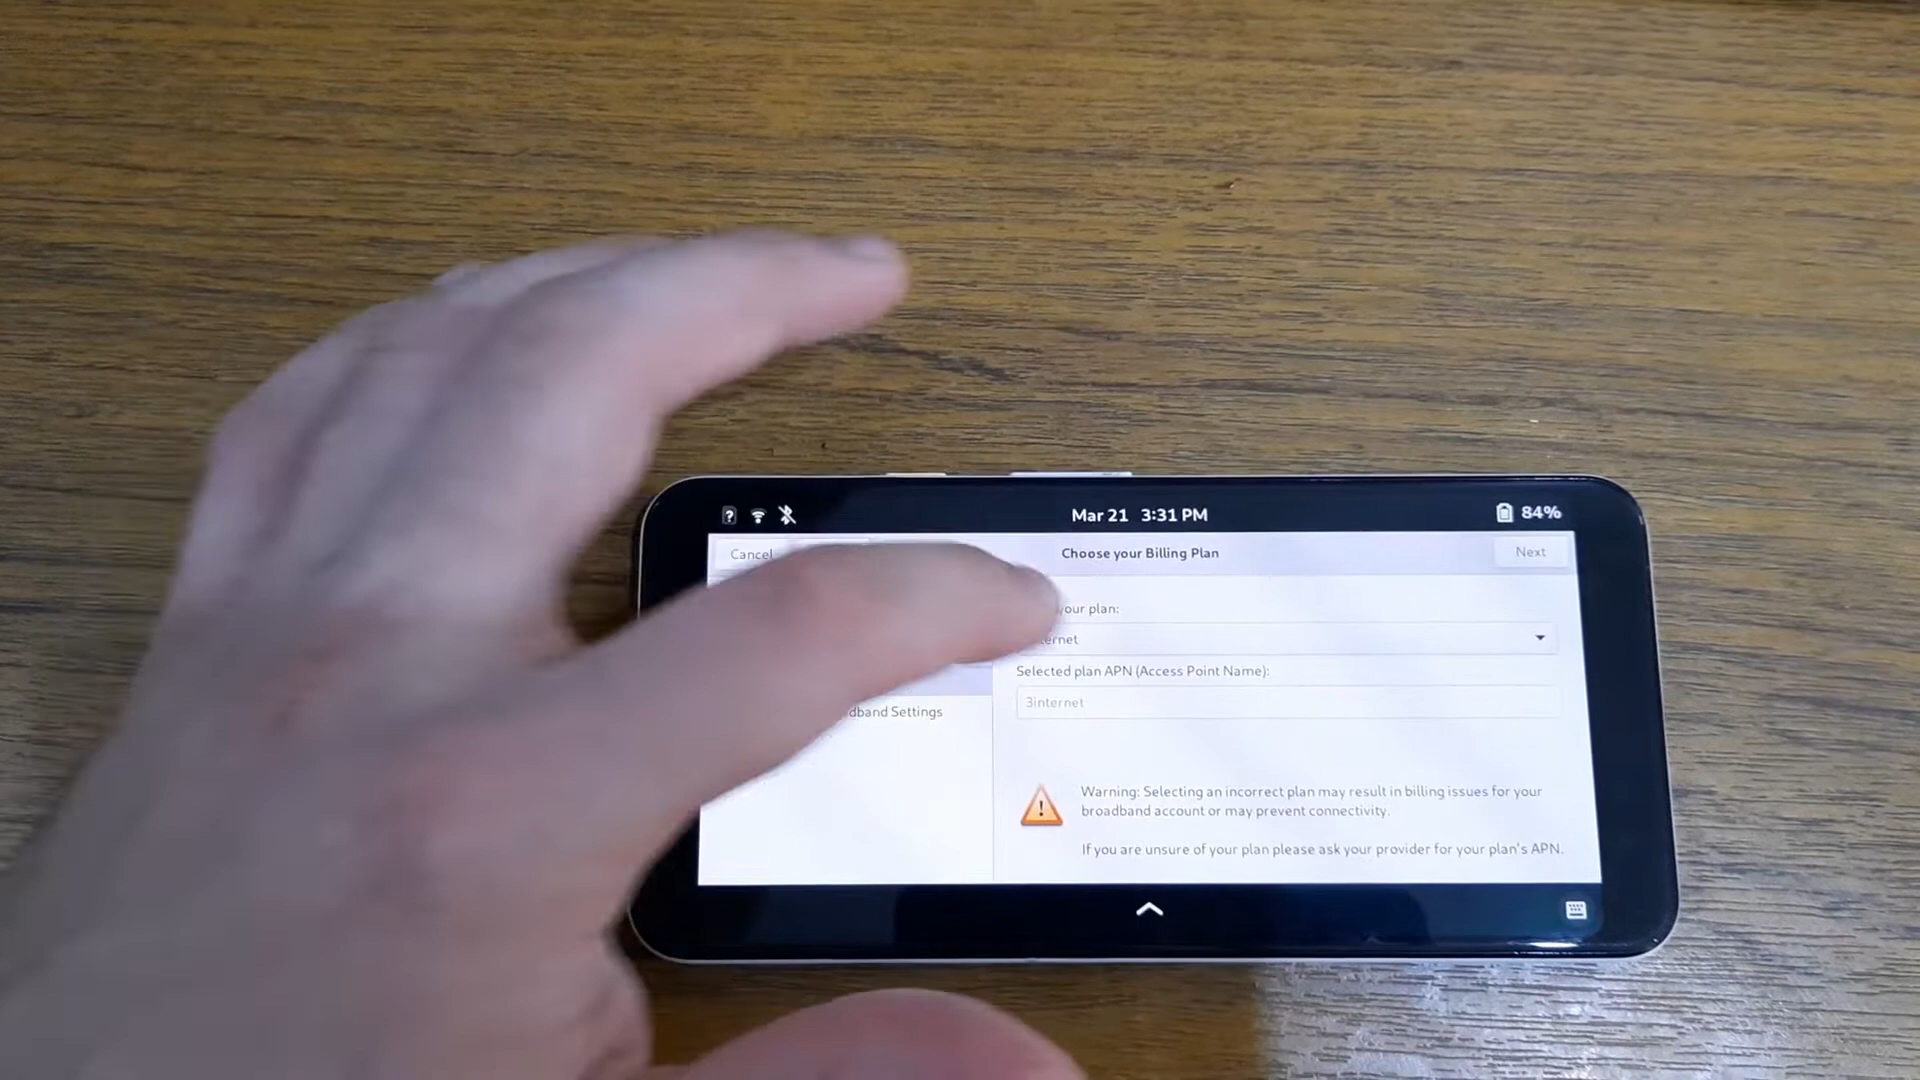 Mar 21 3:31 PM
84%
Cancel
Choose your Billing Plan
Next
your plan:
Selected plan APN (Access Point Name):
3internet
Settings
Warning: Selecting an incorrect plan may result in billing issues for your
broadband account or may prevent connectivity.
If you are unsure of your plan please ask your provider for your plan's APN.